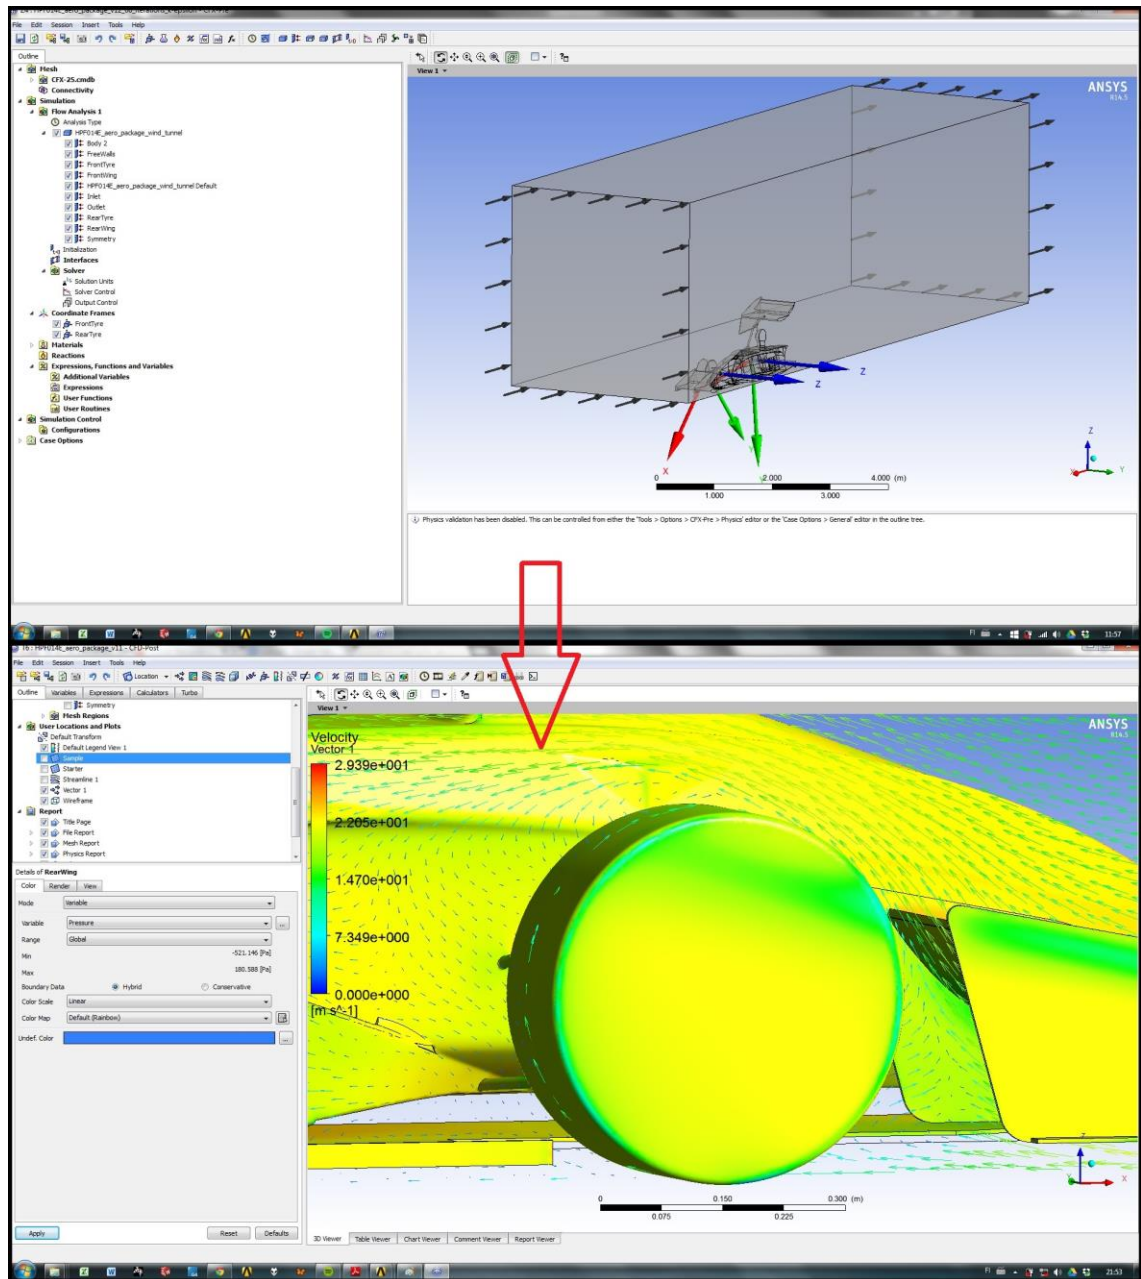 File Edit Session Insert Tools Help
Outline
Mesh
CFX-25.cmdb
Connectivity
Simulation
Flow Analysis 1
Analysis Type
HPF014E_aero_package_wind_tunnel
Body 2
FreeWalls
FrontTyre
FrontWing
HPF014E_aero_package_wind_tunnel Default
Inlet
Outlet
RearTyre
RearWing
Symmetry
Initialization
Interfaces
Solver
Solution Units
Solver Control
Output Control
Coordinate Frames
FrontTyre
RearTyre
Materials
Reactions
Expressions, Functions and Variables
Additional Variables
Expressions
User Functions
User Routines
Simulation Control
Configurations
Case Options
View 1
ANSYS
R14.5
Z
Z
X
Y
Y
0 2.000 4.000 (m)
1.000 3.000
Z
X Y
Physics validation has been disabled. This can be controlled from either the 'Tools > Options > CFX-Pre > Physics' editor or the 'Case Options > General' editor in the outline tree.
FI 11:57
T6 : HPF014E_aero_package_v11 - CFD-Post
File Edit Session Insert Tools Help
Location
Outline Variables Expressions Calculators Turbo
Symmetry
Mesh Regions
User Locations and Plots
Default Transform
Default Legend View 1
Sample
Starter
Streamline 1
Vector 1
Wireframe
Report
Title Page
File Report
Mesh Report
Physics Report
Details of RearWing
Color Render View
Mode Variable
Variable Pressure ...
Range Global
Min -521.146 [Pa]
Max 180.588 [Pa]
Boundary Data Hybrid Conservative
Color Scale Linear
Color Map Default (Rainbow)
Undef. Color ...
Apply Reset Defaults
View 1
ANSYS
R14.5
Velocity
Vector 1
2.939e+001
2.205e+001
1.470e+001
7.349e+000
0.000e+000
[m s^-1]
0 0.150 0.300 (m)
0.075 0.225
Z
Y X
3D Viewer Table Viewer Chart Viewer Comment Viewer Report Viewer
FI 21:53